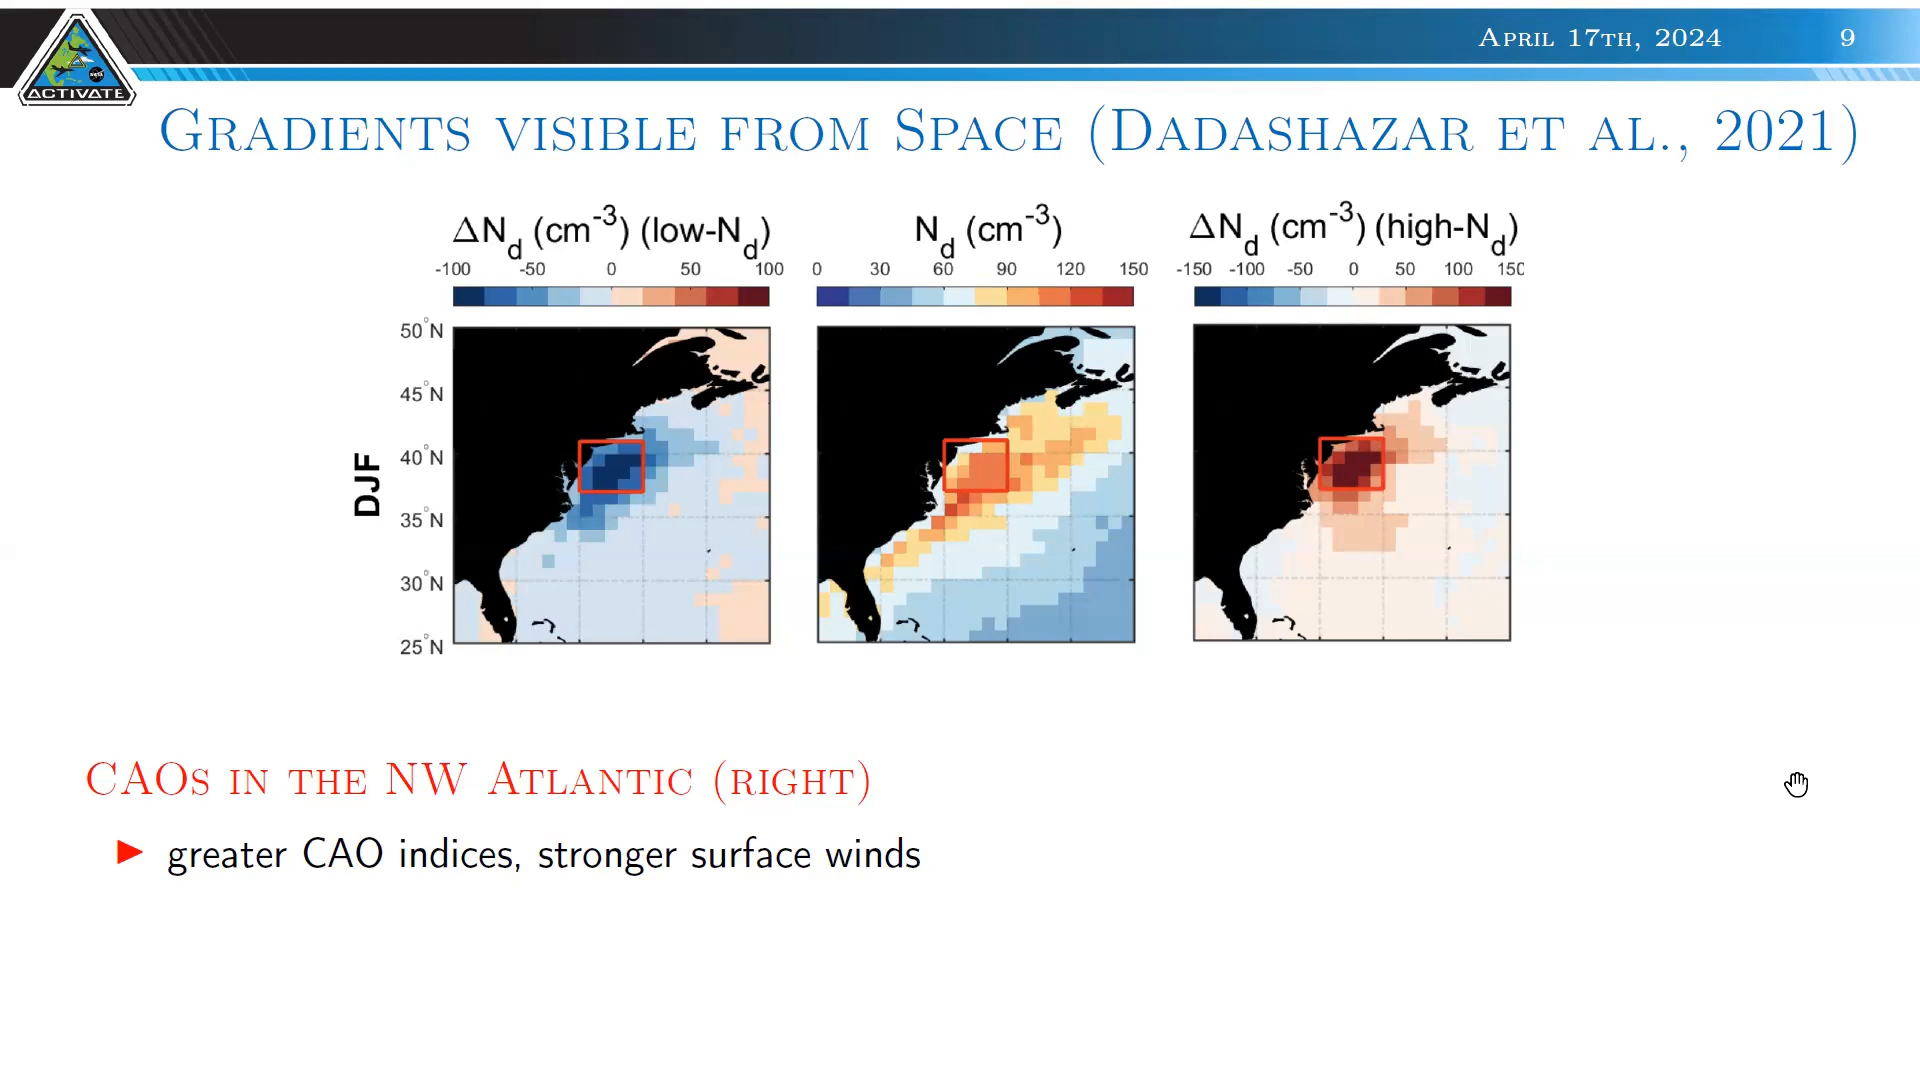 APRIL 17TH, 2024 9
ACTIVATE
GRADIENTS VISIBLE FROM SPACE (DADASHAZAR ET AL., 2021)
ΔNd (cm-3) (low-Nd) Nd (cm-3) ΔNd (cm-3) (high-Nd)
-100 -50 0 50 100 0 30 60 90 120 150 -150 -100 -50 0 50 100 150
50°N
45°N
40°N
35°N
30°N
25°N
DJF
CAOS IN THE NW ATLANTIC (RIGHT)
▶ greater CAO indices, stronger surface winds